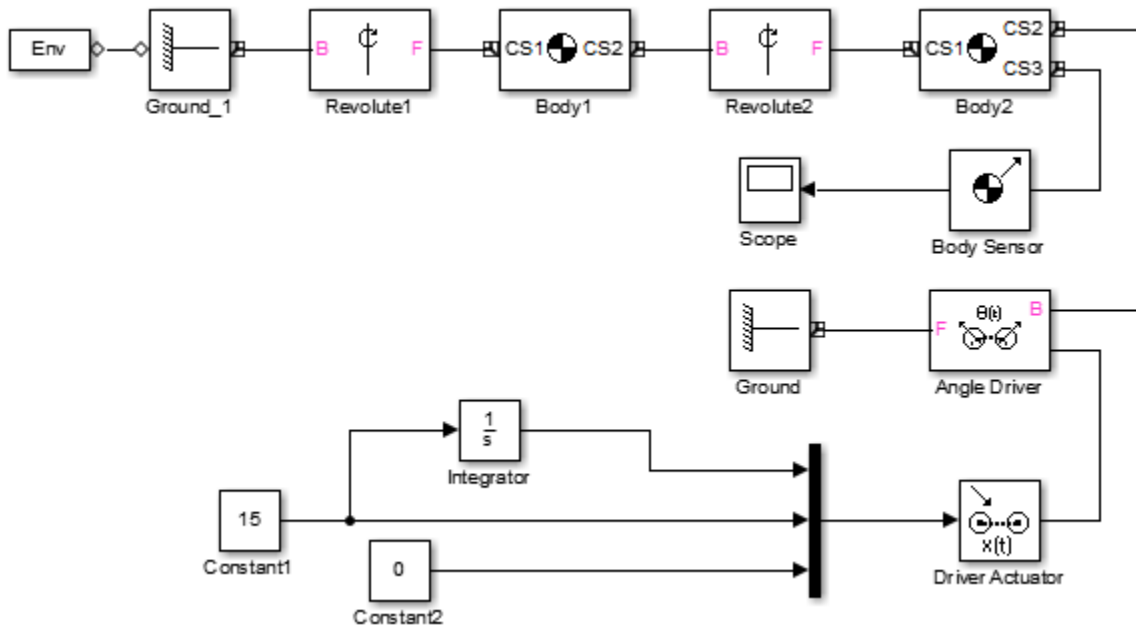 Env
Ground_1
B
F
Revolute1
CS1
CS2
Body1
B
F
Revolute2
CS1
CS2
CS3
Body2
Scope
Body Sensor
Ground
θ(t)
F
B
Angle Driver
1
s
Integrator
15
Constant1
0
Constant2
x(t)
Driver Actuator